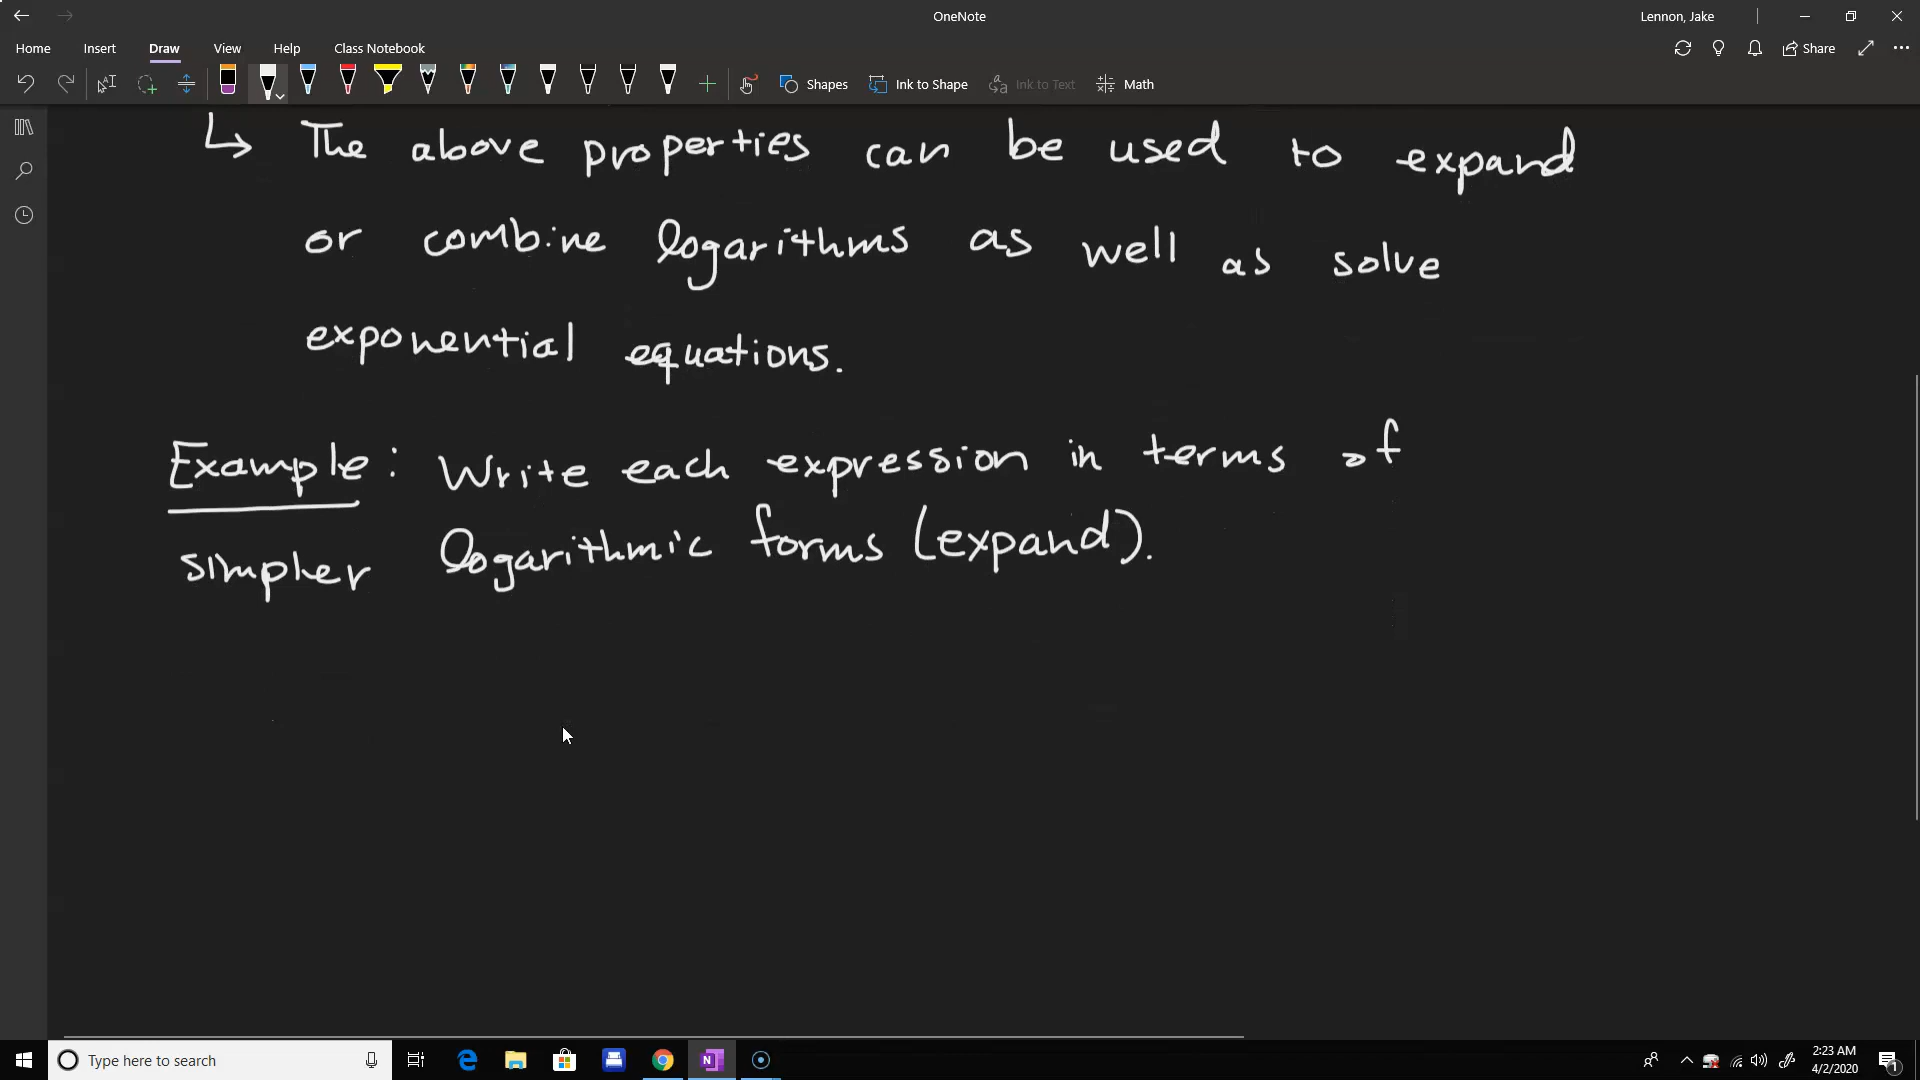 OneNote
Lennon, Jake
Home Insert Draw View Help Class Notebook
Share
Shapes Ink to Shape Ink to Text Math
The above properties can be used to expand
or combine logarithms as well as solve
exponential equations.
Example: Write each expression in terms of
simpler logarithmic forms (expand).
Type here to search
2:23 AM
4/2/2020
1